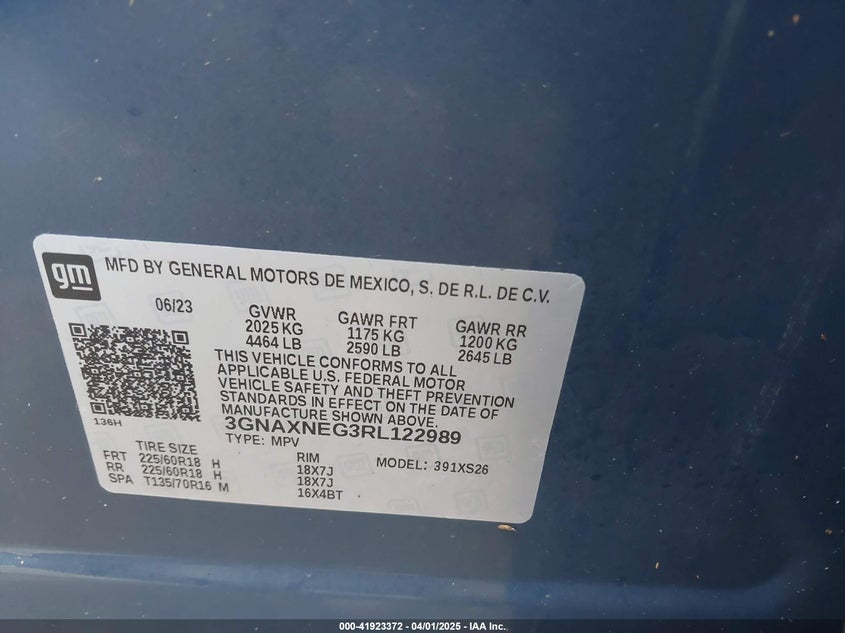 gm
MFD BY GENERAL MOTORS DE MEXICO, S. DE R.L. DE C.V.
06/23
GVWR
2025 KG
4464 LB
GAWR FRT
1175 KG
2590 LB
GAWR RR
1200 KG
2645 LB
THIS VEHICLE CONFORMS TO ALL
APPLICABLE U.S. FEDERAL MOTOR
VEHICLE SAFETY AND THEFT PREVENTION
STANDARDS IN EFFECT ON THE DATE OF
MANUFACTURE SHOWN ABOVE.
136H
3GNAXNEG3RL122989
TYPE: MPV
TIRE SIZE
FRT 225/60R18 H
RR 225/60R18 H
SPA T135/70R16 M
RIM
18X7J
18X7J
16X4BT
MODEL: 391XS26
000-41923372 - 04/01/2025 - IAA Inc.